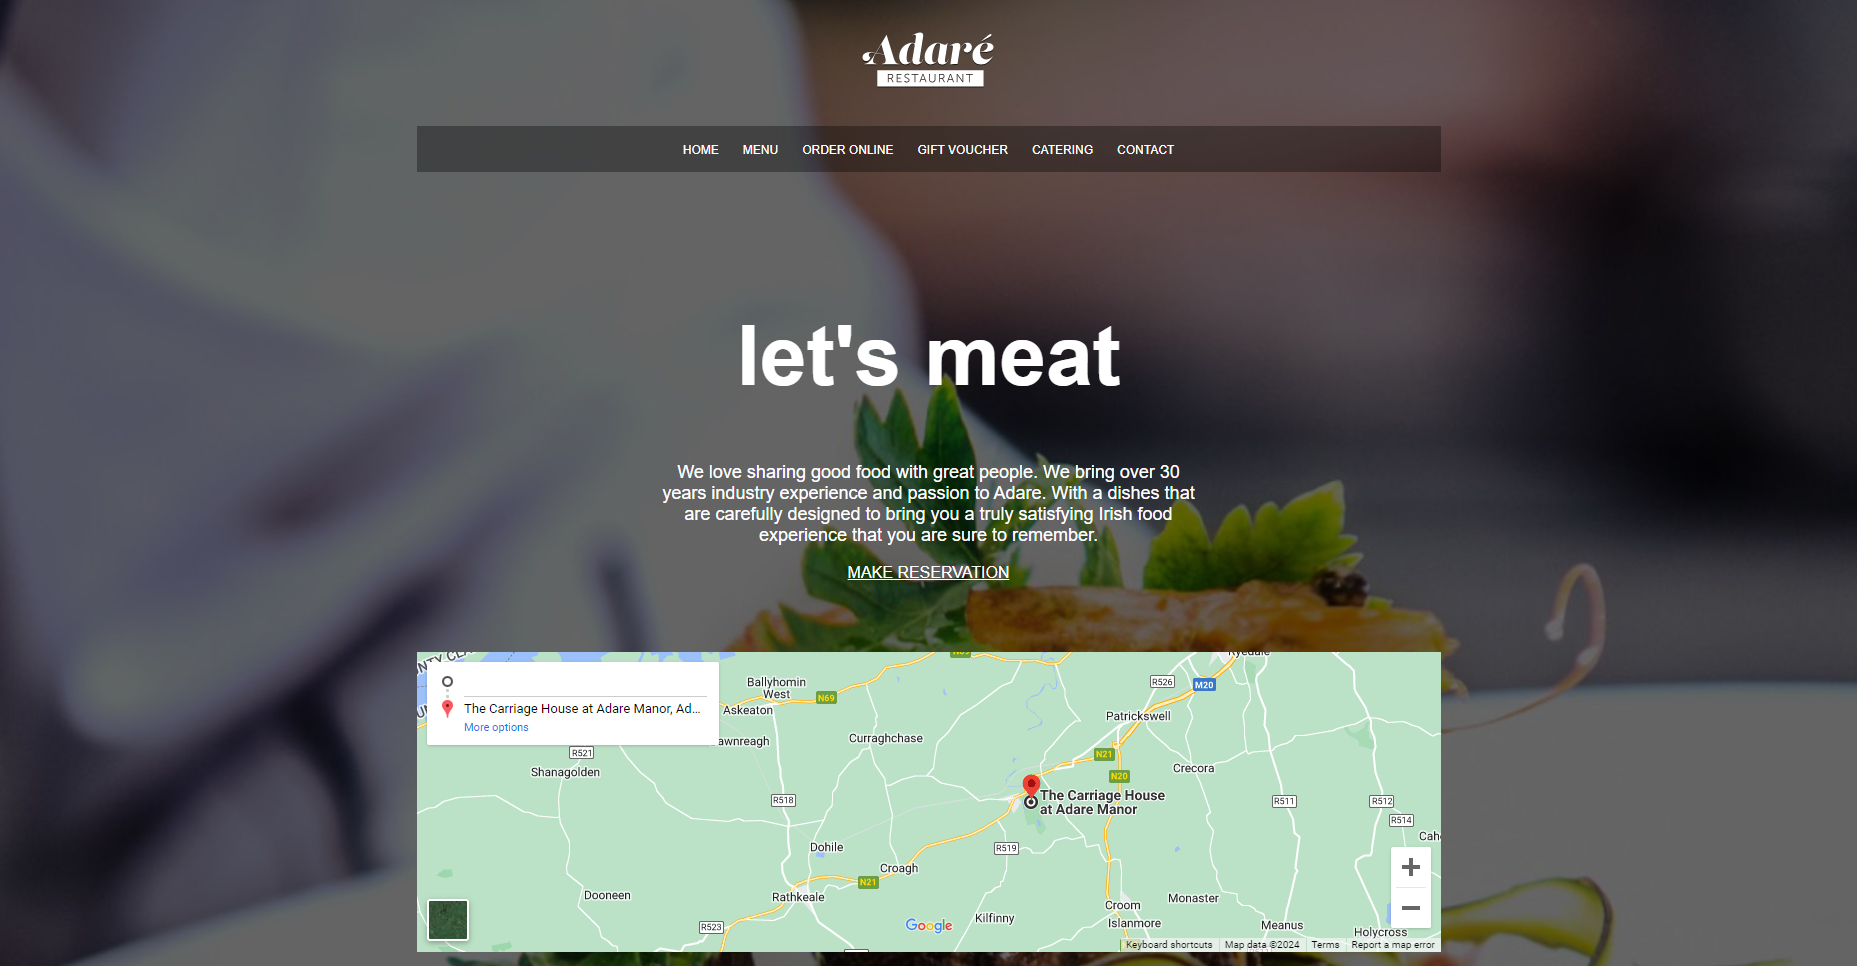 Adaré
RESTAURANT
HOME MENU ORDER ONLINE GIFT VOUCHER CATERING CONTACT
let's meat
We love sharing good food with great people. We bring over 30
years industry experience and passion to Adare. With a dishes that
are carefully designed to bring you a truly satisfying Irish food
experience that you are sure to remember.
MAKE RESERVATION
The Carriage House at Adare Manor, Ad...
More options
Ballyhomin
West
N69
Askeaton
N69
Ryedale
R526
M20
Patrickswell
awnreagh
Curraghchase
R521
N21
Shanagolden
N20
Crecora
The Carriage House
at Adare Manor
R518
R511
R512
R514
Cah
Dohile
R519
Croagh
N21
Dooneen
Rathkeale
Monaster
Croom
Kilfinny
Islanmore
Meanus
R523
Google
Holycross
Keyboard shortcuts Map data ©2024 Terms Report a map error